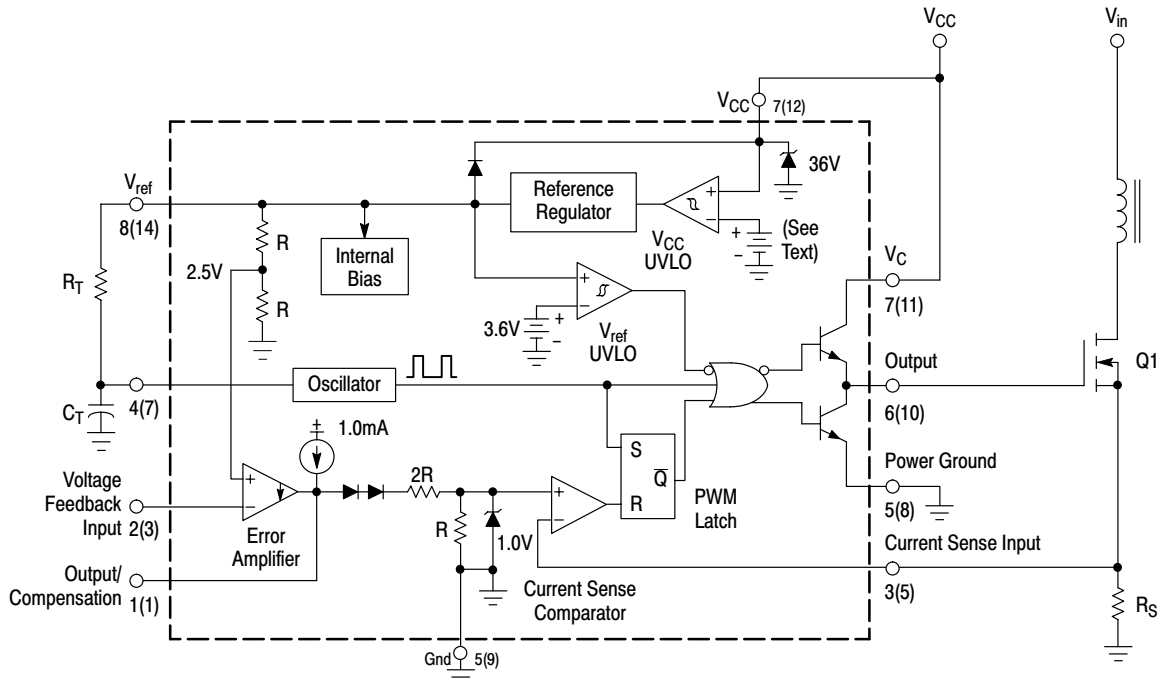 VCC
Vin
VCC
7(12)
36V
Vref
8(14)
R
Internal
Bias
Reference
Regulator
+
−
VCC
UVLO
+
−
(See
Text)
2.5V
R
RT
+
−
3.6V
+
−
Vref
UVLO
VC
7(11)
Oscillator
Output
6(10)
Q1
CT
4(7)
1.0mA
Voltage
Feedback
Input
2(3)
+
−
Error
Amplifier
2R
R
1.0V
+
−
Current Sense
Comparator
S
Q
R
PWM
Latch
Power Ground
5(8)
Current Sense Input
3(5)
RS
Output/
Compensation
1(1)
Gnd
5(9)